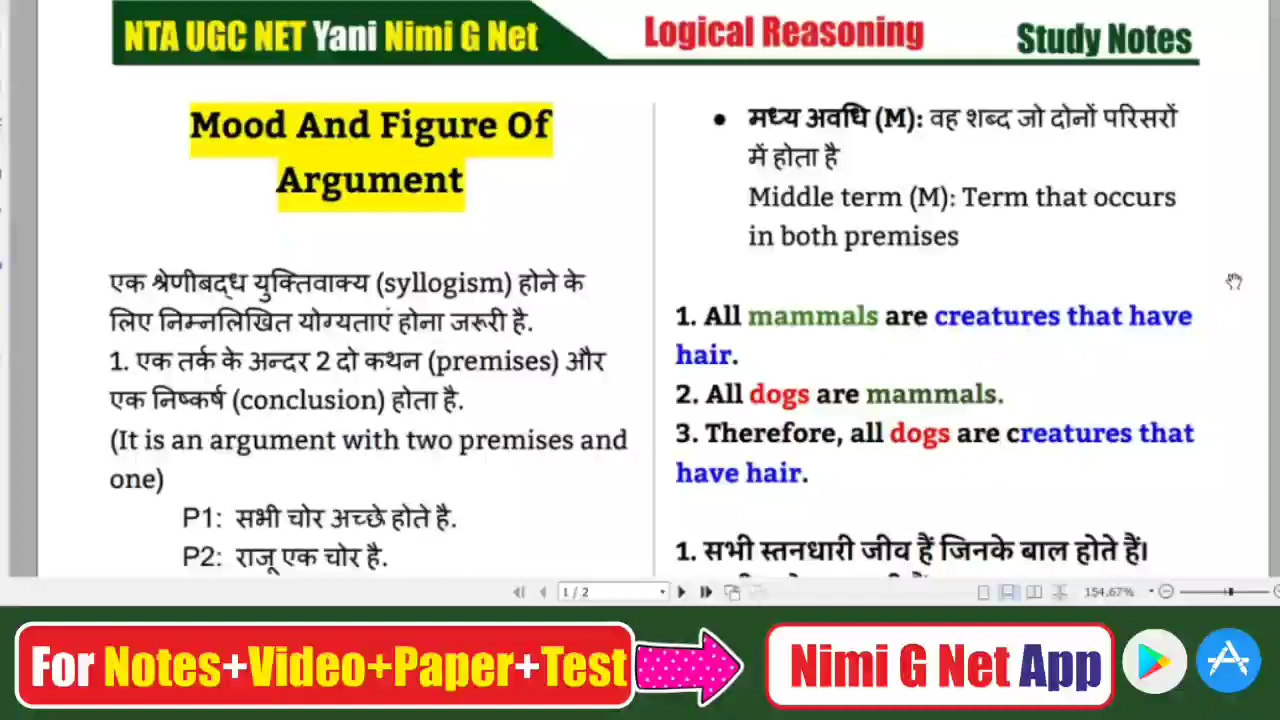 NTA UGC NET Yani Nimi G Net
Logical Reasoning
Study Notes
Mood And Figure Of
Argument
एक श्रेणीबद्ध युक्तिवाक्य (syllogism) होने के
लिए निम्नलिखित योग्यताएं होना जरूरी है.
1. एक तर्क के अन्दर 2 दो कथन (premises) और
एक निष्कर्ष (conclusion) होता है.
(It is an argument with two premises and
one)
P1: सभी चोर अच्छे होते है.
P2: राजू एक चोर है.
• मध्य अवधि (M): वह शब्द जो दोनों परिसरों
में होता है
Middle term (M): Term that occurs
in both premises
1. All mammals are creatures that have
hair.
2. All dogs are mammals.
3. Therefore, all dogs are creatures that
have hair.
1. सभी स्तनधारी जीव हैं जिनके बाल होते हैं।
1 / 2
154.67%
For Notes+Video+Paper+Test
Nimi G Net App